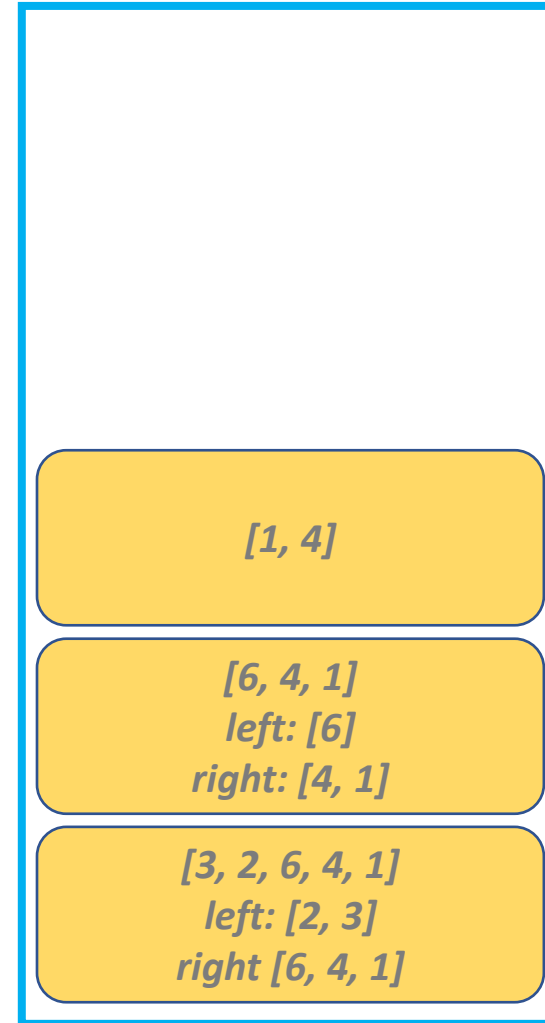 [1, 4]
[6, 4, 1]
left: [6]
right: [4, 1]
[3, 2, 6, 4, 1]
left: [2, 3]
right [6, 4, 1]